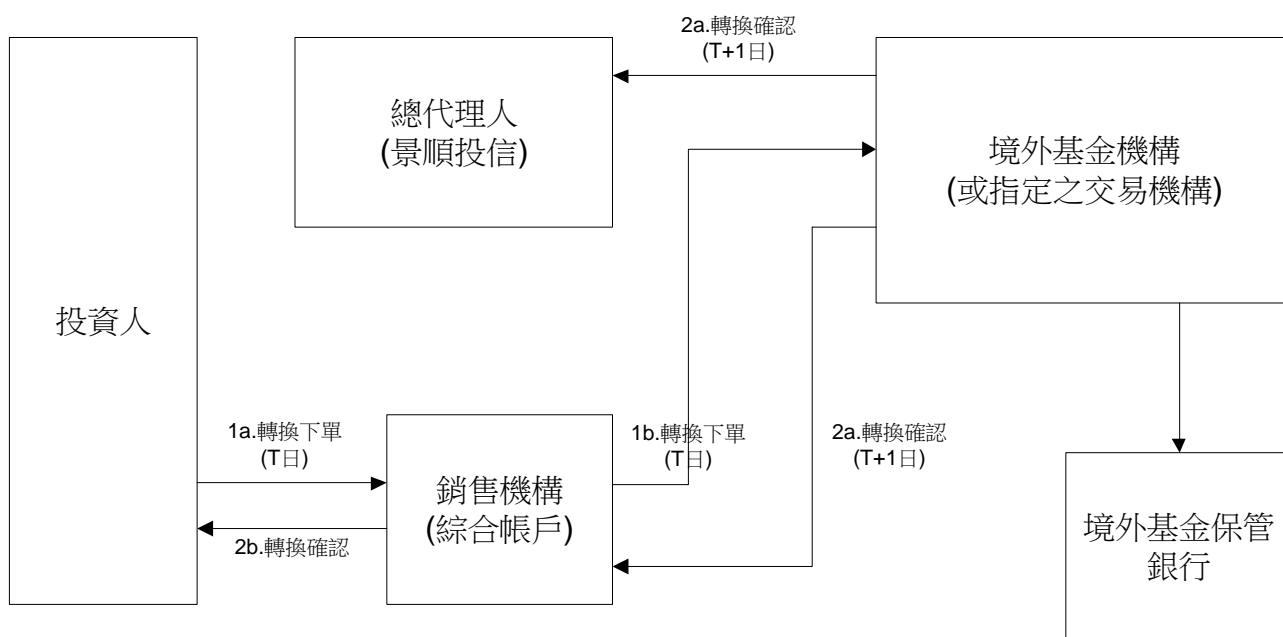 2a.轉換確認
(T+1日)
總代理人
(景順投信)
境外基金機構
(或指定之交易機構)
投資人
1a.轉換下單
(T日)
1b.轉換下單
(T日)
2a.轉換確認
(T+1日)
銷售機構
(綜合帳戶)
2b.轉換確認
境外基金保管
銀行